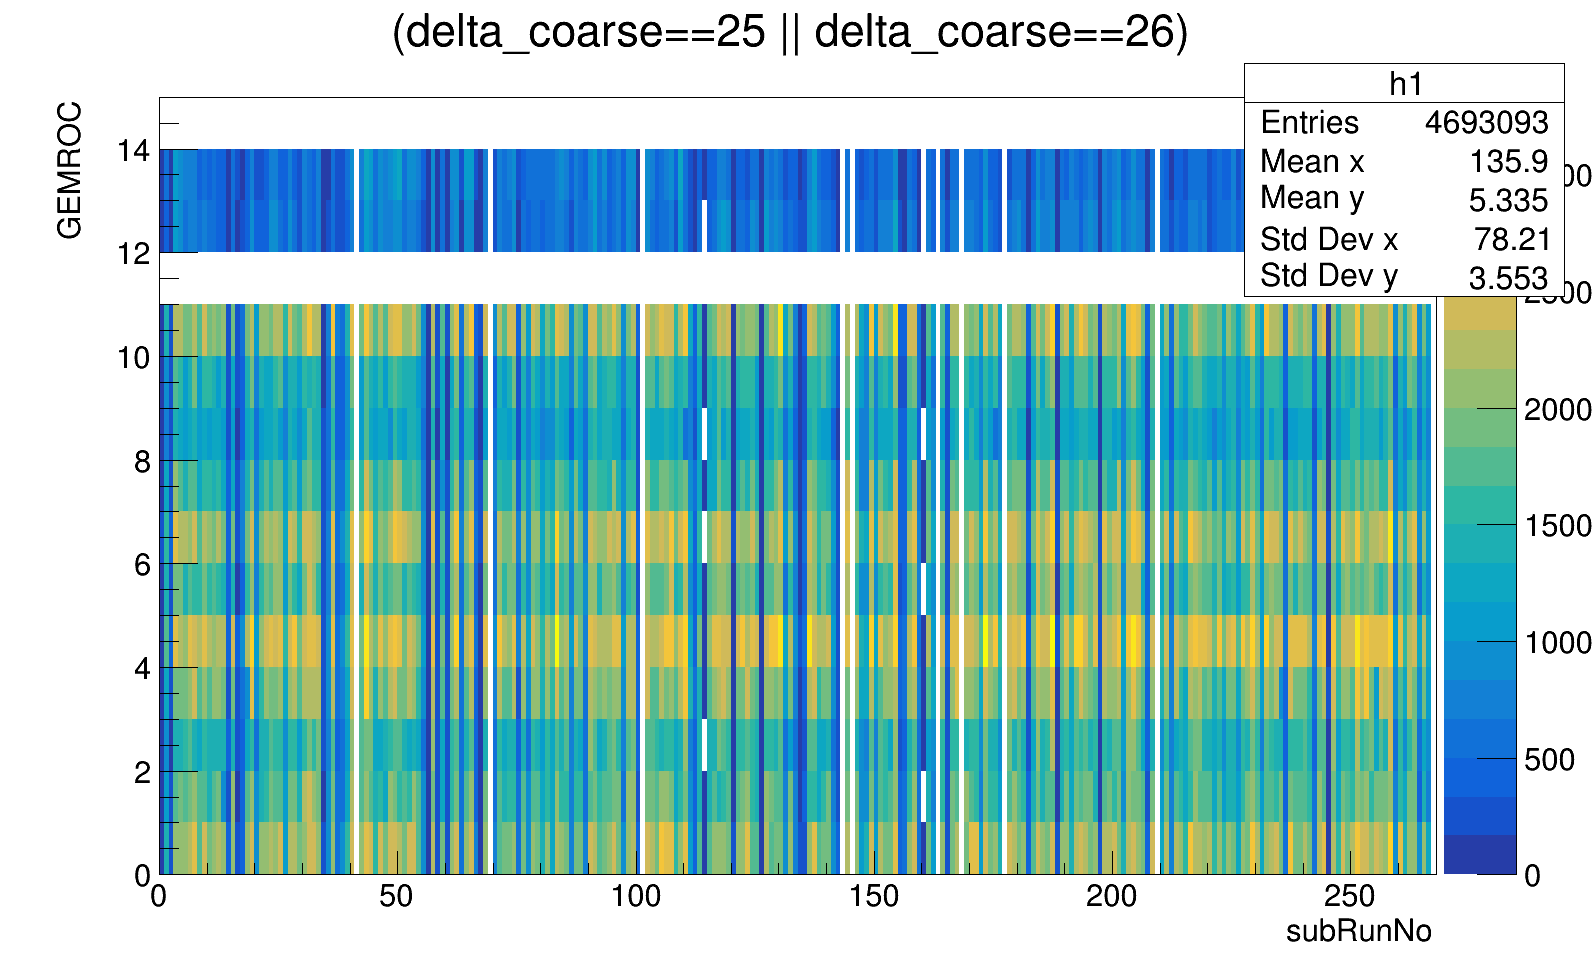 (delta_coarse==25 || delta_coarse==26)
h1
Entries 4693093
Mean x 135.9
Mean y 5.335
Std Dev x 78.21
Std Dev y 3.553
GEMROC
14
12
10
8
6
4
2
0
0 50 100 150 200 250
subRunNo
2000
1500
1000
500
0